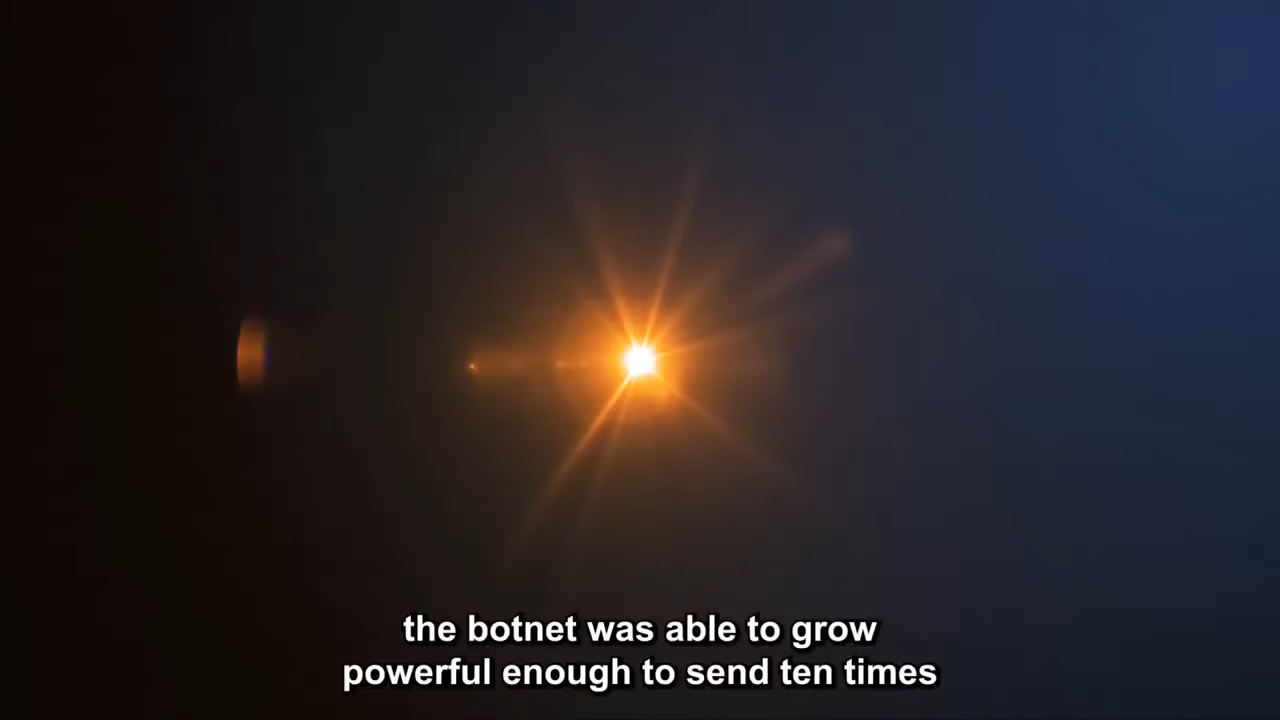 the botnet was able to grow
powerful enough to send ten times